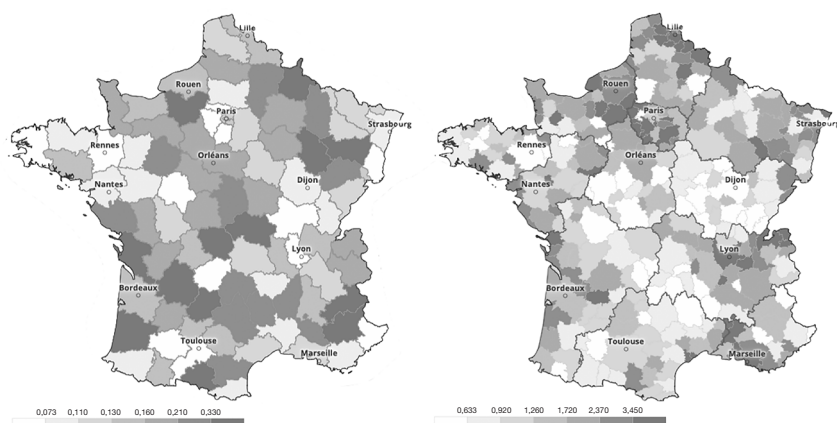 Lille
Rouen
Paris
Strasbourg
Rennes
Orléans
Nantes
Dijon
Lyon
Bordeaux
Toulouse
Marseille
0,073 0,110 0,130 0,160 0,210 0,330
Lille
Rouen
Paris
Strasbourg
Rennes
Orléans
Nantes
Dijon
Lyon
Bordeaux
Toulouse
Marseille
0,633 0,920 1,260 1,720 2,370 3,450